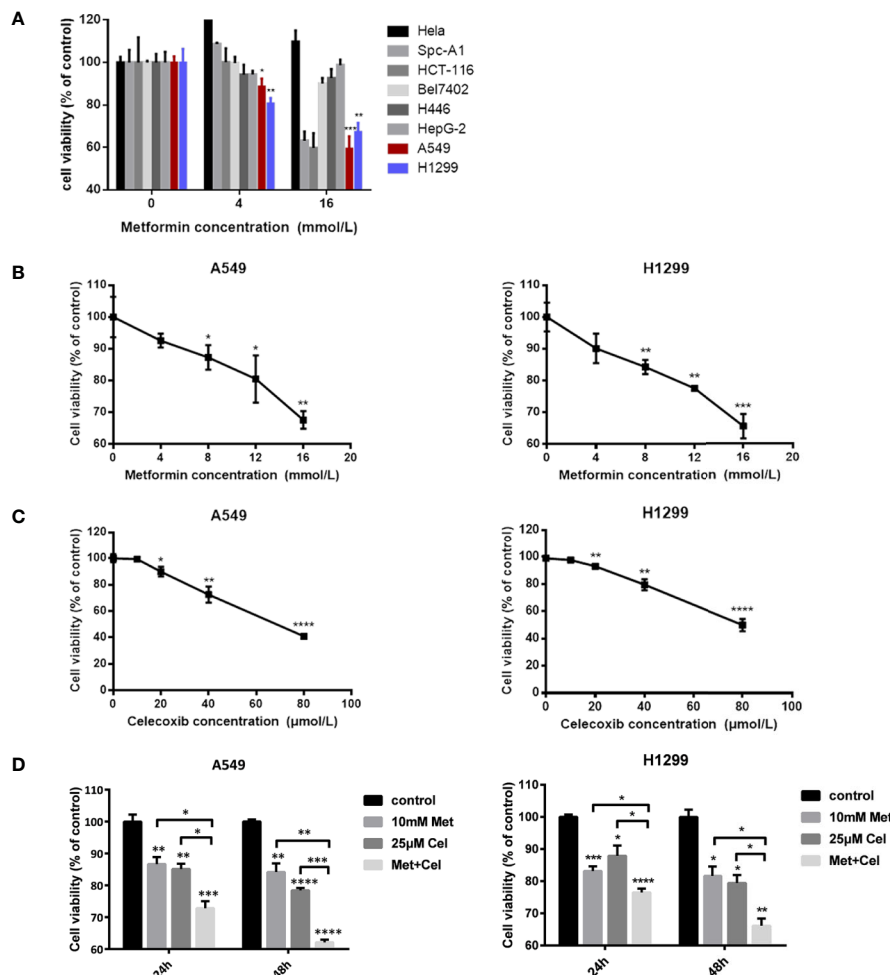 A
cell viability (% of control)
120
100
80
60
40
* ** *** **
0 4 16
Metformin concentration (mmol/L)
Hela
Spc-A1
HCT-116
Bel7402
H446
HepG-2
A549
H1299
B
A549
Cell viability (% of control)
110
100
90
80
70
60
* * **
0 4 8 12 16 20
Metformin concentration (mmol/L)
H1299
Cell viability (% of control)
110
100
90
80
70
60
** ** ***
0 4 8 12 16 20
Metformin concentration (mmol/L)
C
A549
Cell viability (% of control)
120
100
80
60
40
20
0
* ** ****
0 20 40 60 80 100
Celecoxib concentration (μmol/L)
H1299
Cell viability (% of control)
120
100
80
60
40
20
0
** ** ****
0 20 40 60 80 100
Celecoxib concentration (μmol/L)
D
A549
Cell viability (% of control)
110
100
90
80
70
60
* **
* ***
** ** *** ** **** ****
24h 48h
control
10mM Met
25μM Cel
Met+Cel
H1299
Cell viability (% of control)
110
100
90
80
70
60
* *
* *
*** * **** * * **
24h 48h
control
10mM Met
25μM Cel
Met+Cel